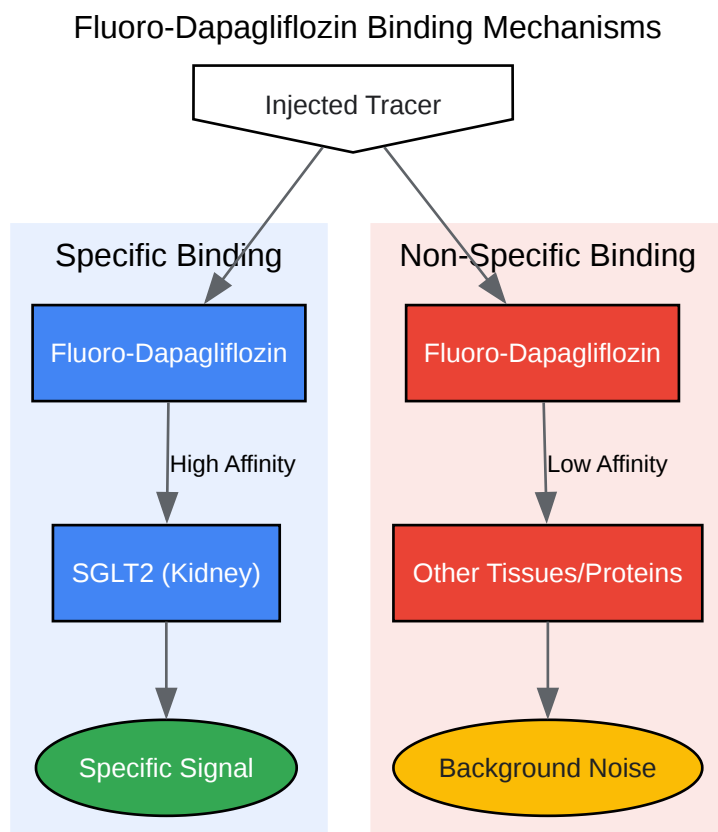 Fluoro-Dapagliflozin Binding Mechanisms
Injected Tracer
Specific Binding
Fluoro-Dapagliflozin
High Affinity
SGLT2 (Kidney)
Specific Signal
Non-Specific Binding
Fluoro-Dapagliflozin
Low Affinity
Other Tissues/Proteins
Background Noise